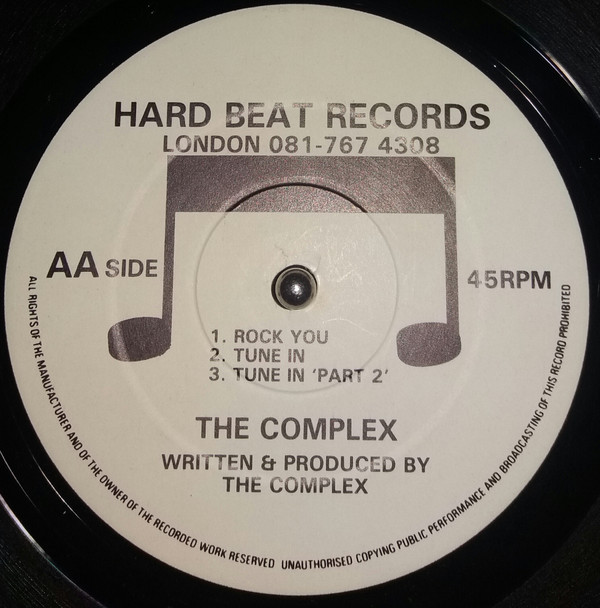 HARD BEAT RECORDS
LONDON 081-767 4308
AA SIDE
45RPM
1. ROCK YOU
2. TUNE IN
3. TUNE IN 'PART 2'
THE COMPLEX
WRITTEN & PRODUCED BY
THE COMPLEX
ALL RIGHTS OF THE MANUFACTURER AND OF THE OWNER OF THE RECORDED WORK RESERVED UNAUTHORISED COPYING PUBLIC PERFORMANCE AND BROADCASTING OF THIS RECORD PROHIBITED